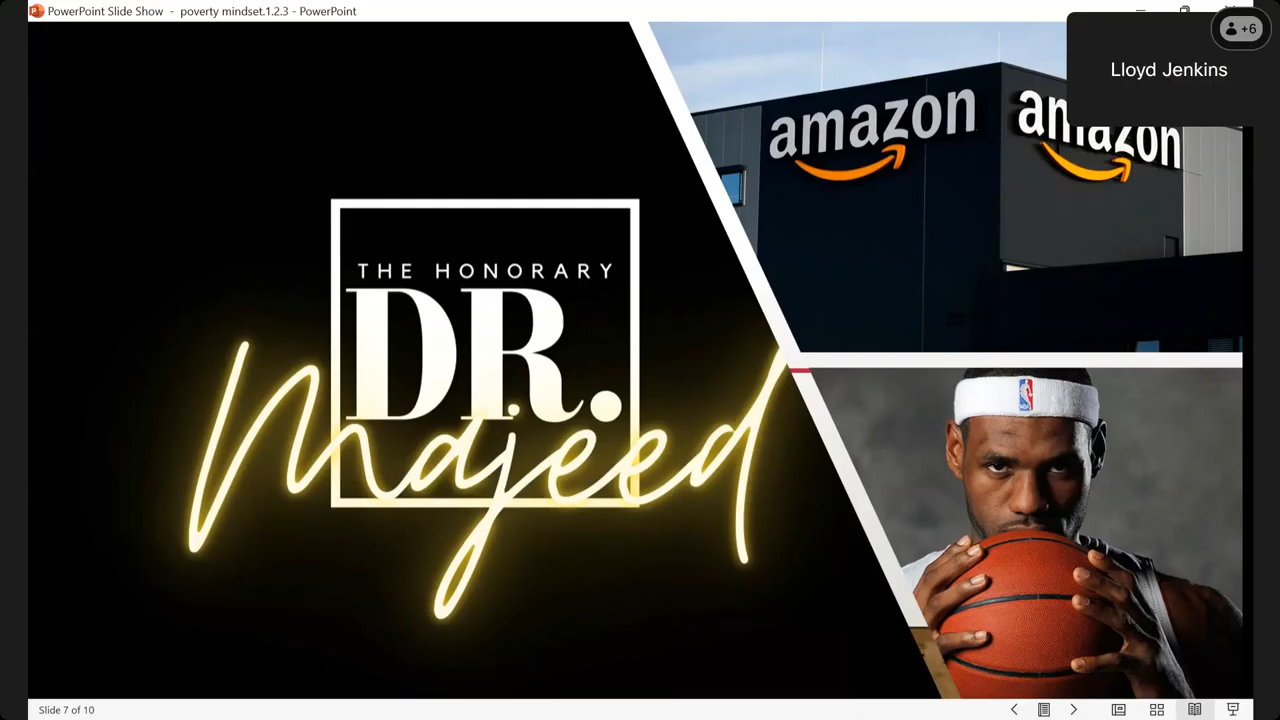 PowerPoint Slide Show - poverty mindset.1.2.3 - PowerPoint
+6
Lloyd Jenkins
amazon
amazon
THE HONORARY
DR.
Majeed
NBA
Slide 7 of 10